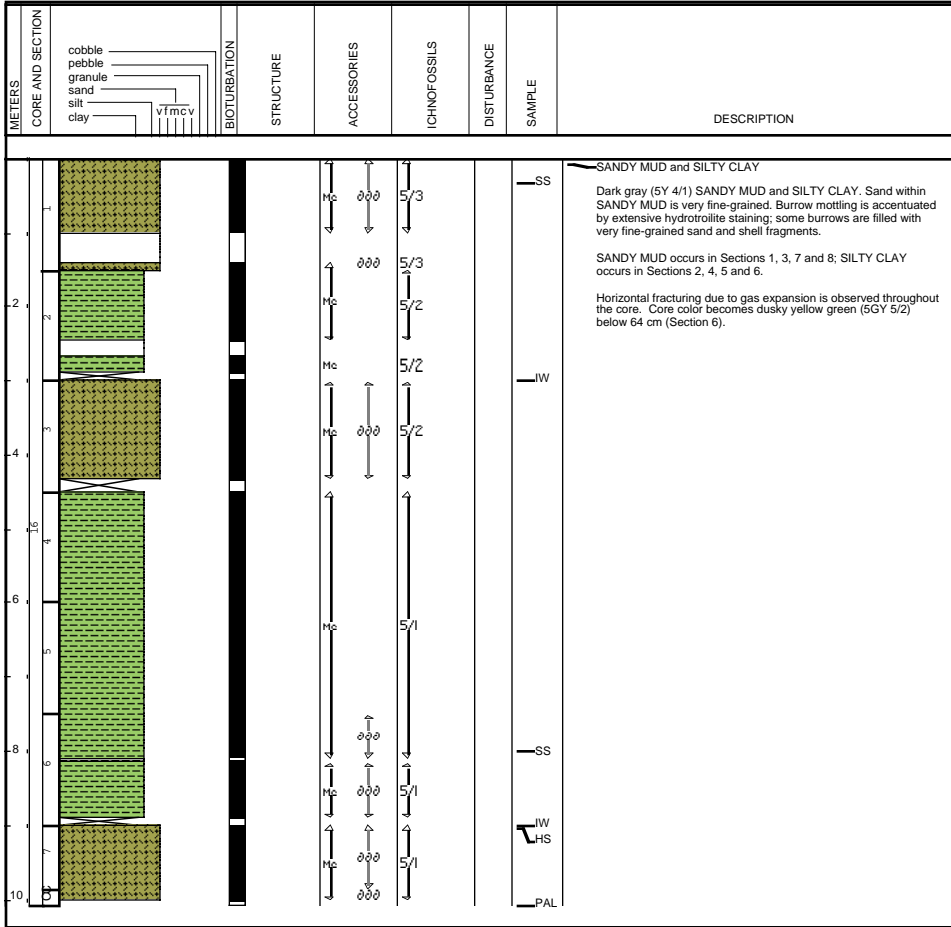 METERS
CORE AND SECTION
cobble
pebble
granule
sand
silt
clay
vfmcv
BIOTURBATION
STRUCTURE
ACCESSORIES
ICHNOFOSSILS
DISTURBANCE
SAMPLE
DESCRIPTION
SANDY MUD and SILTY CLAY
Dark gray (5Y 4/1) SANDY MUD and SILTY CLAY. Sand within
SANDY MUD is very fine-grained. Burrow mottling is accentuated
by extensive hydrotroilite staining; some burrows are filled with
very fine-grained sand and shell fragments.
SANDY MUD occurs in Sections 1, 3, 7 and 8; SILTY CLAY
occurs in Sections 2, 4, 5 and 6.
Horizontal fracturing due to gas expansion is observed throughout
the core. Core color becomes dusky yellow green (5GY 5/2)
below 64 cm (Section 6).
SS
1 Mc 5/3
5/3
2 2 Mc 5/2
Mc 5/2
IW
3 Mc 5/2
4
16
4
6
5 Mc 5/1
8 SS
6 Mc 5/1
IW
HS
7 Mc 5/1
10 CC
PAL